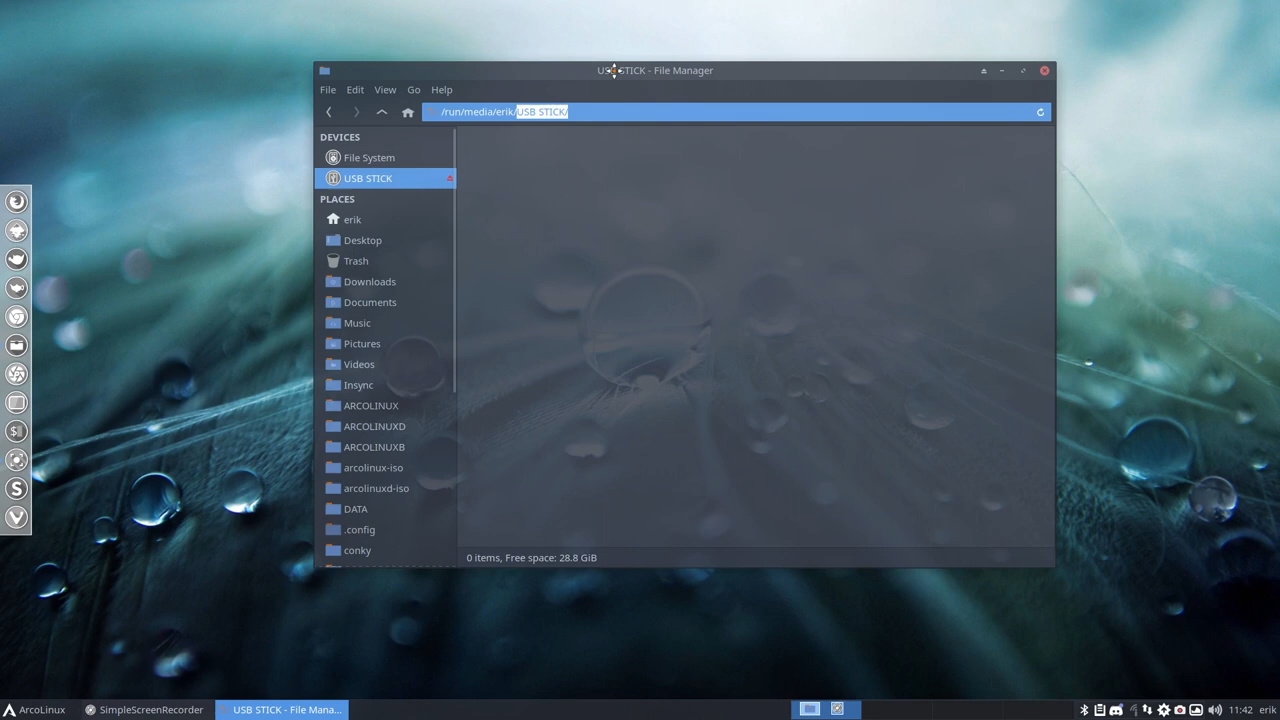 USB STICK - File Manager
File Edit View Go Help
/run/media/erik/USB STICK/
DEVICES
File System
USB STICK
PLACES
erik
Desktop
Trash
Downloads
Documents
Music
Pictures
Videos
Insync
ARCOLINUX
ARCOLINUXD
ARCOLINUXB
arcolinux-iso
arcolinuxd-iso
DATA
.config
conky
0 items, Free space: 28.8 GiB
ArcoLinux SimpleScreenRecorder USB STICK - File Mana... 11:42 erik